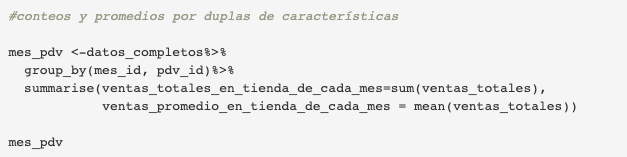 #conteos y promedios por duplas de características
mes_pdv <-datos_completos%>%
group_by(mes_id, pdv_id)%>%
summarise(ventas_totales_en_tienda_de_cada_mes=sum(ventas_totales),
ventas_promedio_en_tienda_de_cada_mes = mean(ventas_totales))
mes_pdv